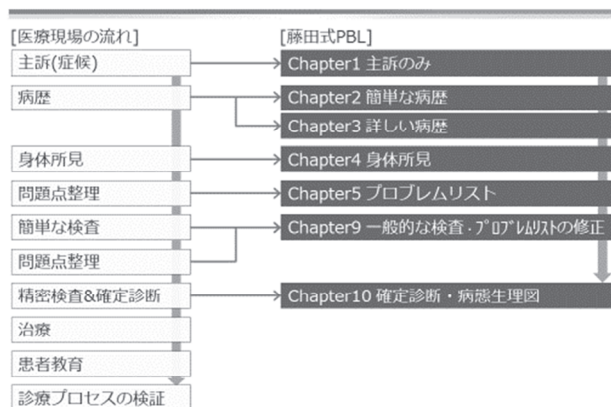 [医療現場の流れ]
[藤田式PBL]
主訴(症候)
Chapter1 主訴のみ
病歴
Chapter2 簡単な病歴
Chapter3 詳しい病歴
身体所見
Chapter4 身体所見
問題点整理
Chapter5 プロブレムリスト
簡単な検査
Chapter9 一般的な検査・ﾌﾟﾛﾌﾞﾚﾑﾘｽﾄの修正
問題点整理
精密検査&確定診断
Chapter10 確定診断・病態生理図
治療
患者教育
診療プロセスの検証